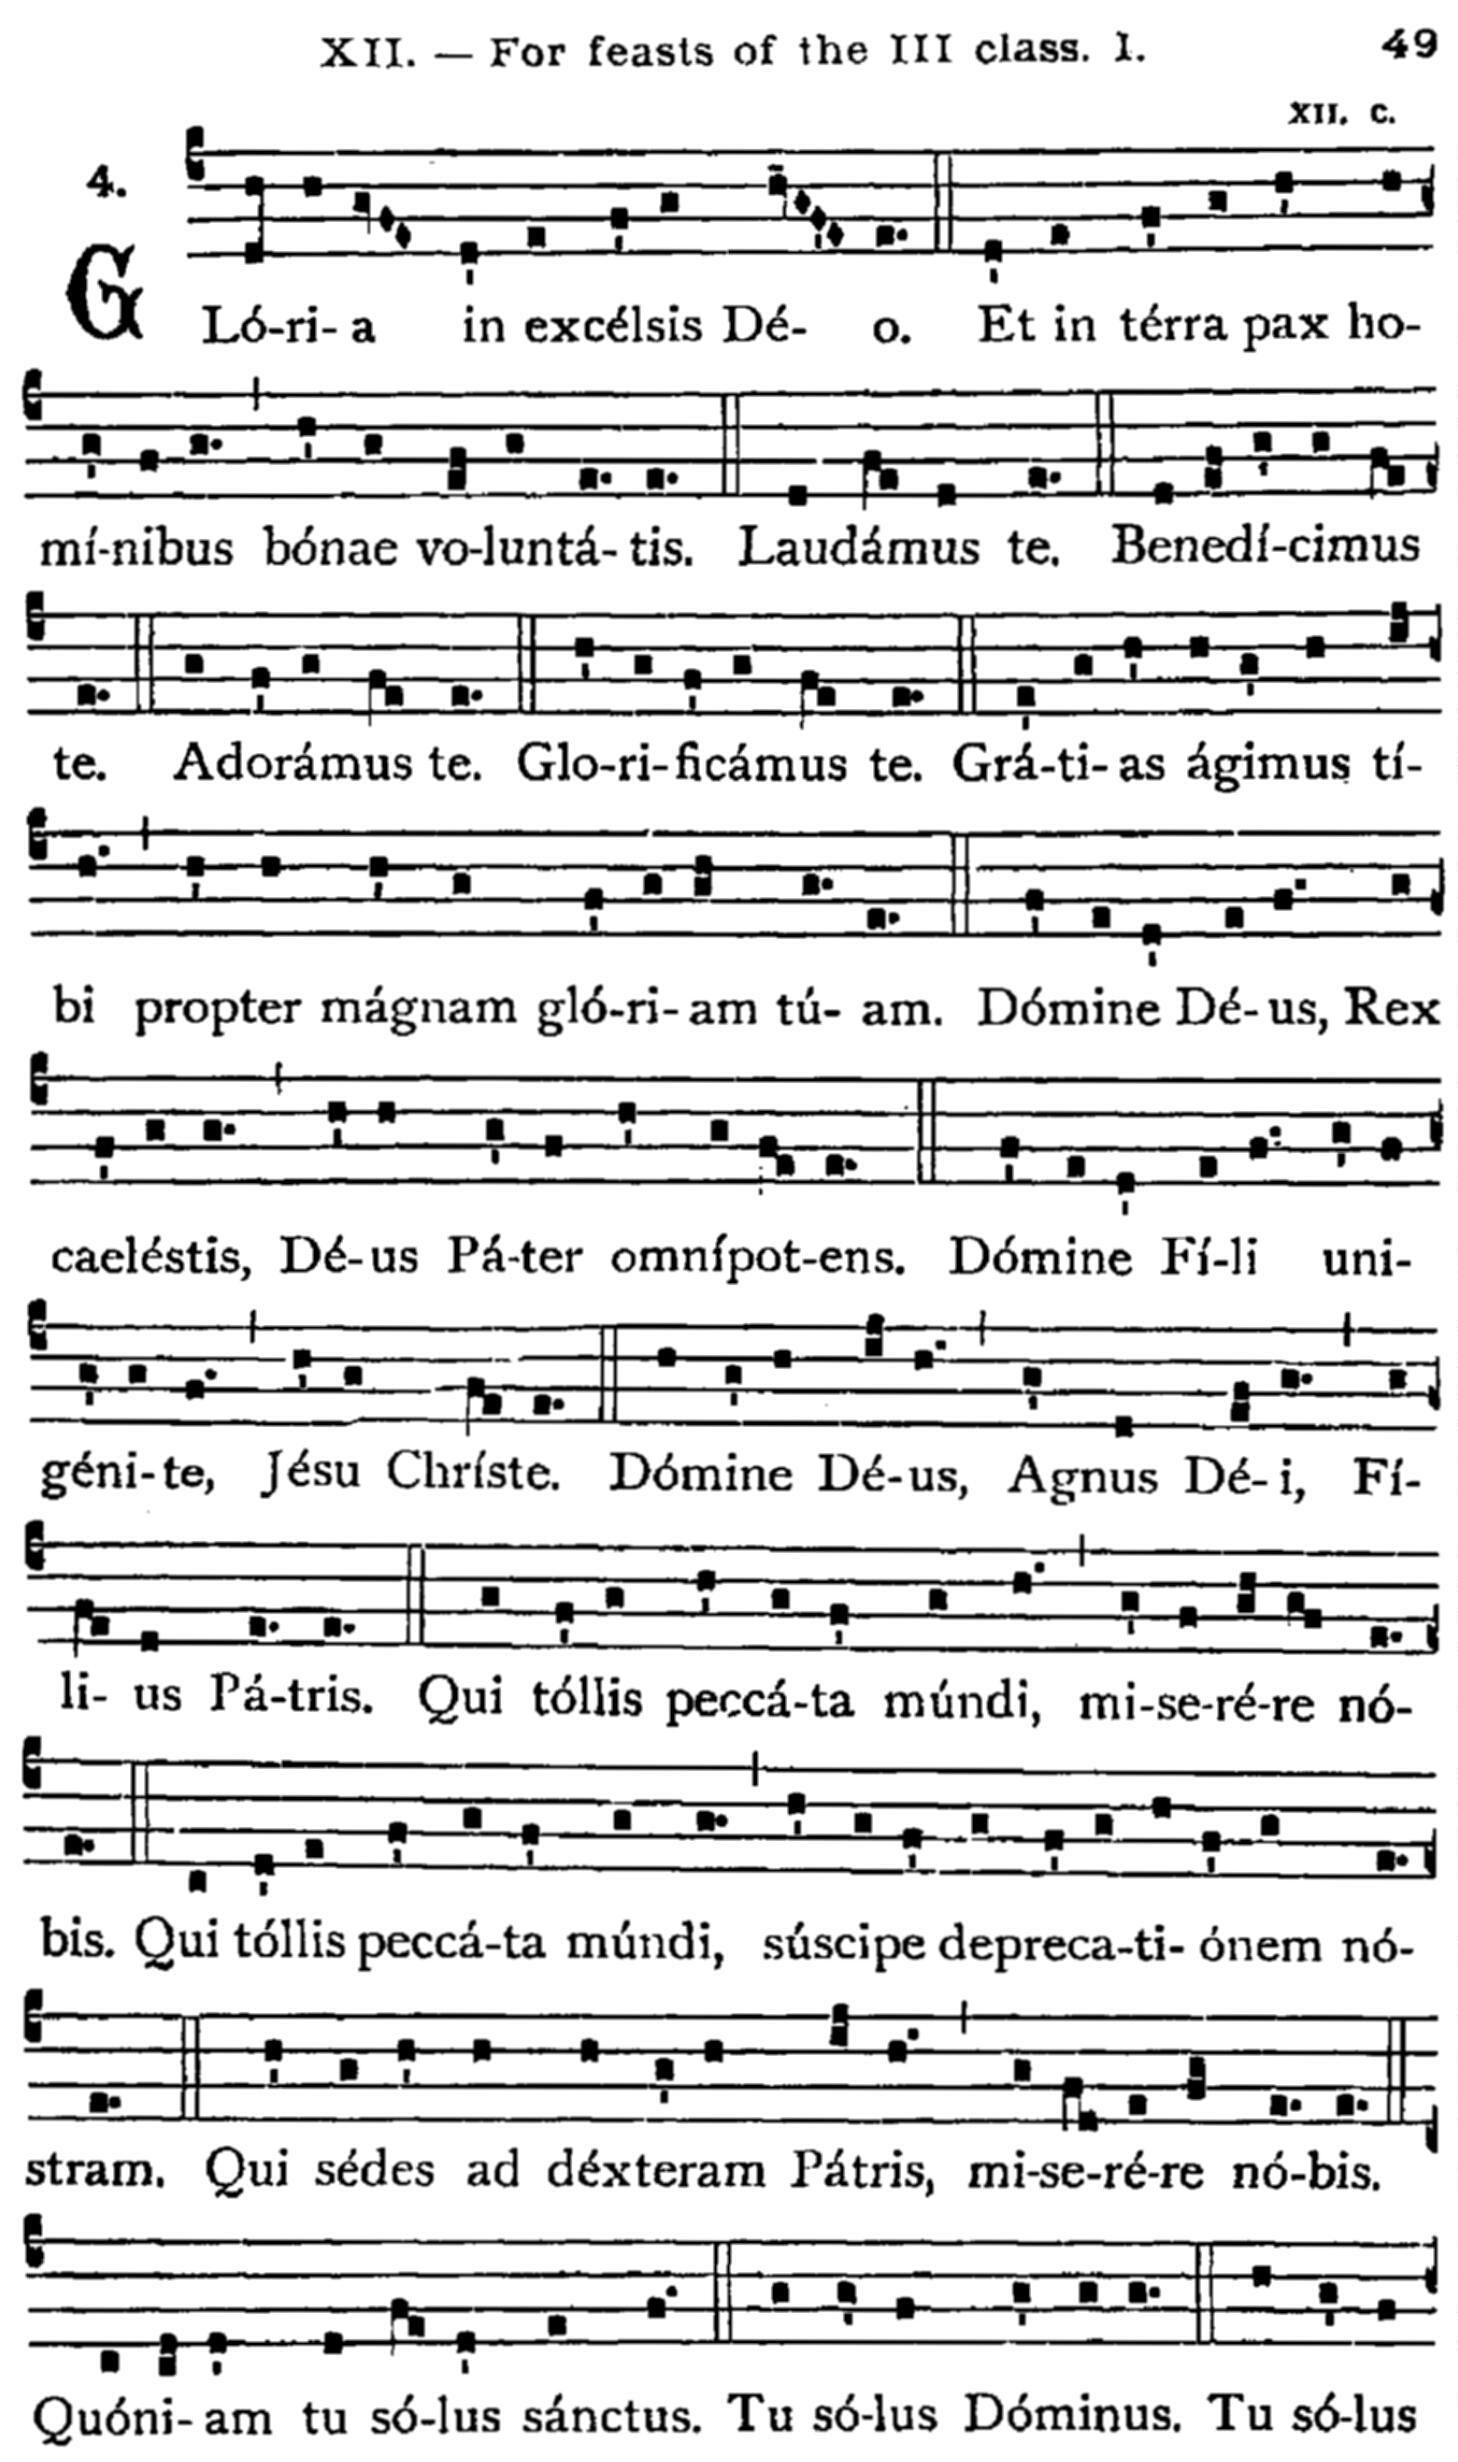 XII. — For feasts of the III class. 1. 49
XII. C.
4.
GLó-ri- a in excélsis Dé- o. Et in térra pax ho-
mí-nibus bónae vo-luntá- tis. Laudámus te. Benedí-cimus
te. Adorámus te. Glo-ri-ficámus te. Grá-ti- as ágimus tí-
bi propter mágnam gló-ri- am tú- am. Dómine Dé- us, Rex
caeléstis, Dé-us Pá-ter omnípot-ens. Dómine Fí-li uni-
géni-te, Jésu Chríste. Dómine Dé-us, Agnus Dé- i, Fí-
li- us Pá-tris. Qui tóllis peccá-ta múndi, mi-se-ré-re nó-
bis. Qui tóllis peccá-ta múndi, súscipe depreca-ti- ónem nó-
stram. Qui sédes ad déxteram Pátris, mi-se-ré-re nó-bis.
Quóni- am tu só-lus sánctus. Tu só-lus Dóminus. Tu só-lus